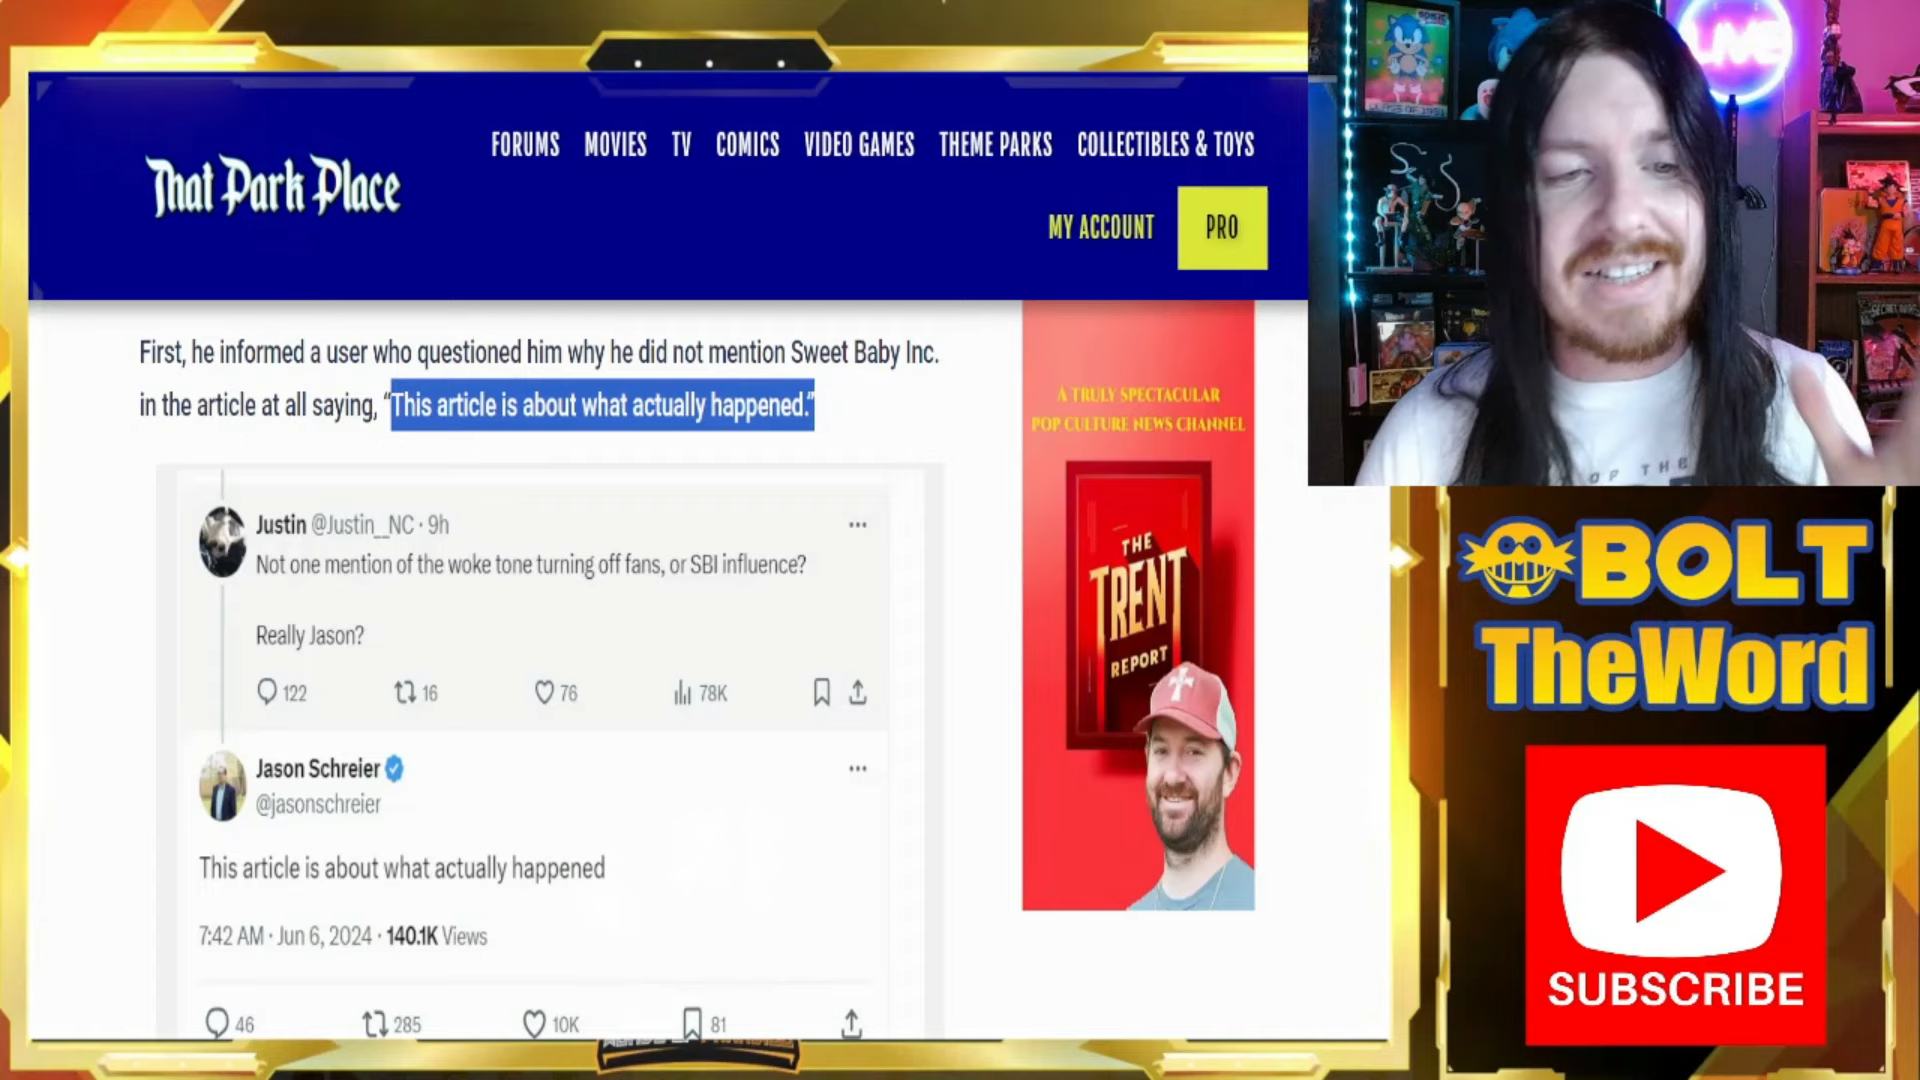 That Park Place
FORUMS MOVIES TV COMICS VIDEO GAMES THEME PARKS COLLECTIBLES & TOYS
MY ACCOUNT PRO
LIVE
First, he informed a user who questioned him why he did not mention Sweet Baby Inc.
in the article at all saying, “This article is about what actually happened.”
Justin @Justin__NC · 9h
Not one mention of the woke tone turning off fans, or SBI influence?
Really Jason?
122 16 76 78K
Jason Schreier
@jasonschreier
This article is about what actually happened
7:42 AM · Jun 6, 2024 · 140.1K Views
46 285 10K 81
A TRULY SPECTACULAR
POP CULTURE NEWS CHANNEL
THE
TRENT
REPORT
OF THE
BOLT
TheWord
SUBSCRIBE